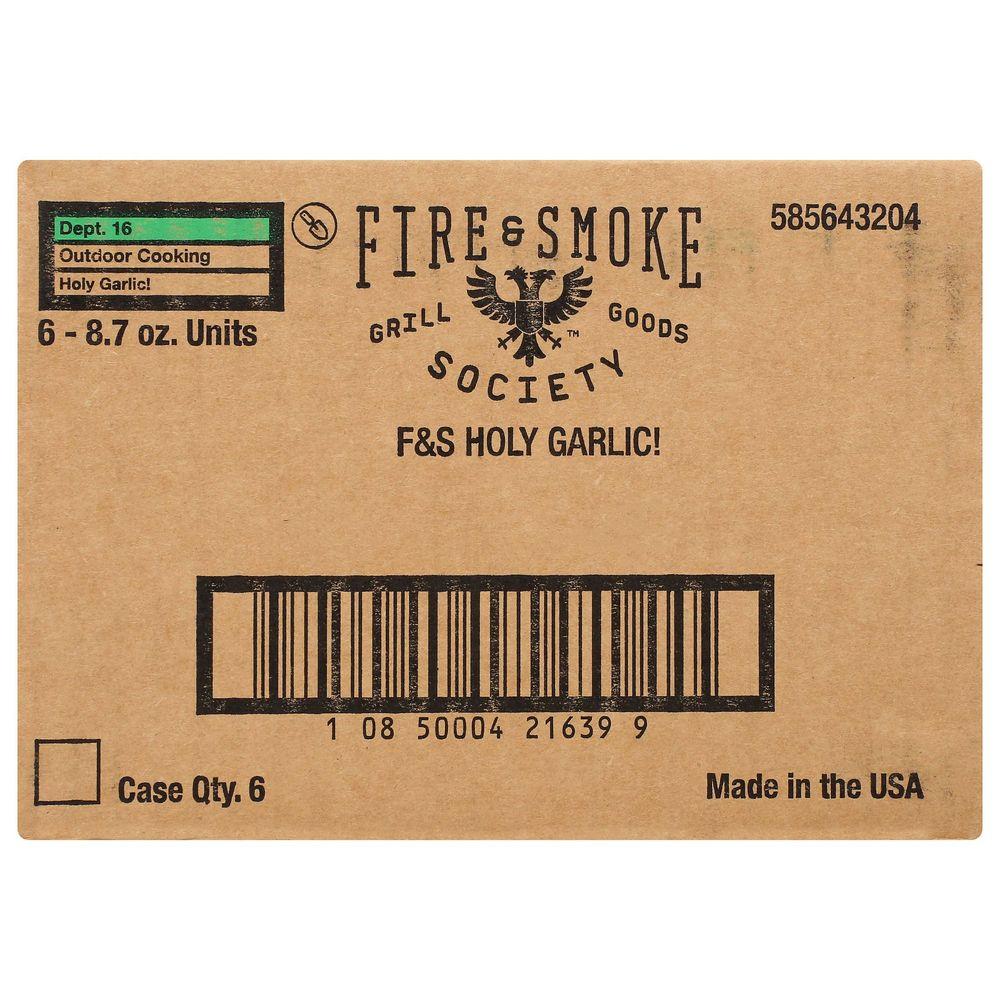 Dept. 16
Outdoor Cooking
Holy Garlic!
6 - 8.7 oz. Units
FIRE & SMOKE
GRILL GOODS
™
SOCIETY
585643204
F&S HOLY GARLIC!
1 08 50004 21639 9
Case Qty. 6
Made in the USA